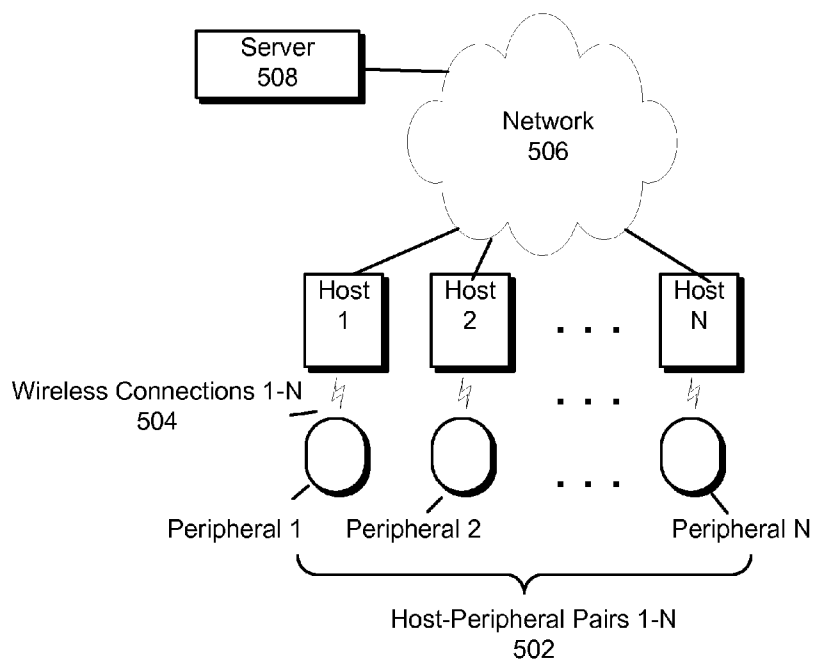 Server
508
Network
506
Host
1
Host
2
Host
N
. . .
Wireless Connections 1-N
504
. . .
. . .
Peripheral 1
Peripheral 2
Peripheral N
Host-Peripheral Pairs 1-N
502